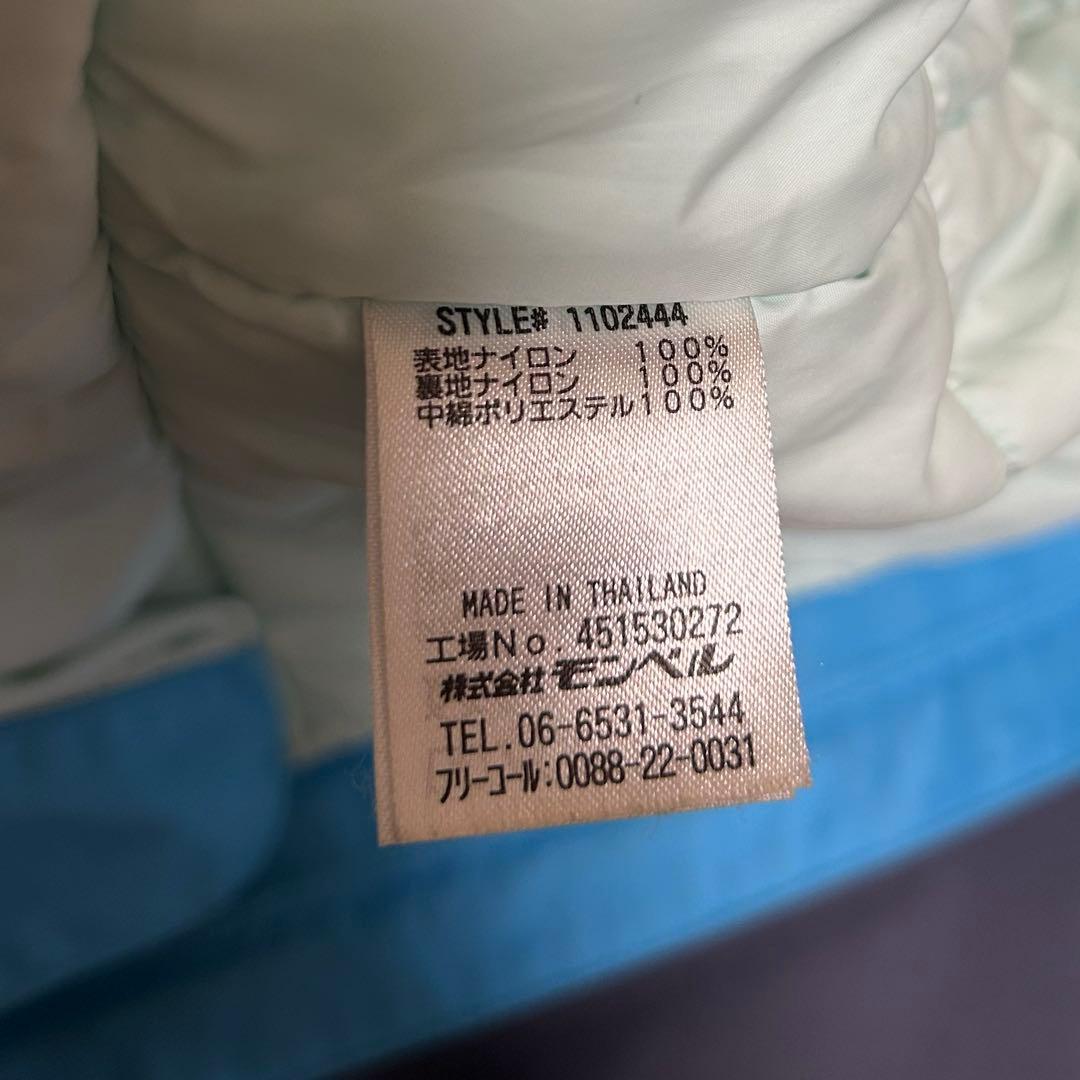 STYLE# 1102444
表地ナイロン 100%
裏地ナイロン 100%
中綿ポリエステル100%
MADE IN THAILAND
工場No. 451530272
株式会社モンベル
TEL.06-6531-3544
フリーコール:0088-22-0031